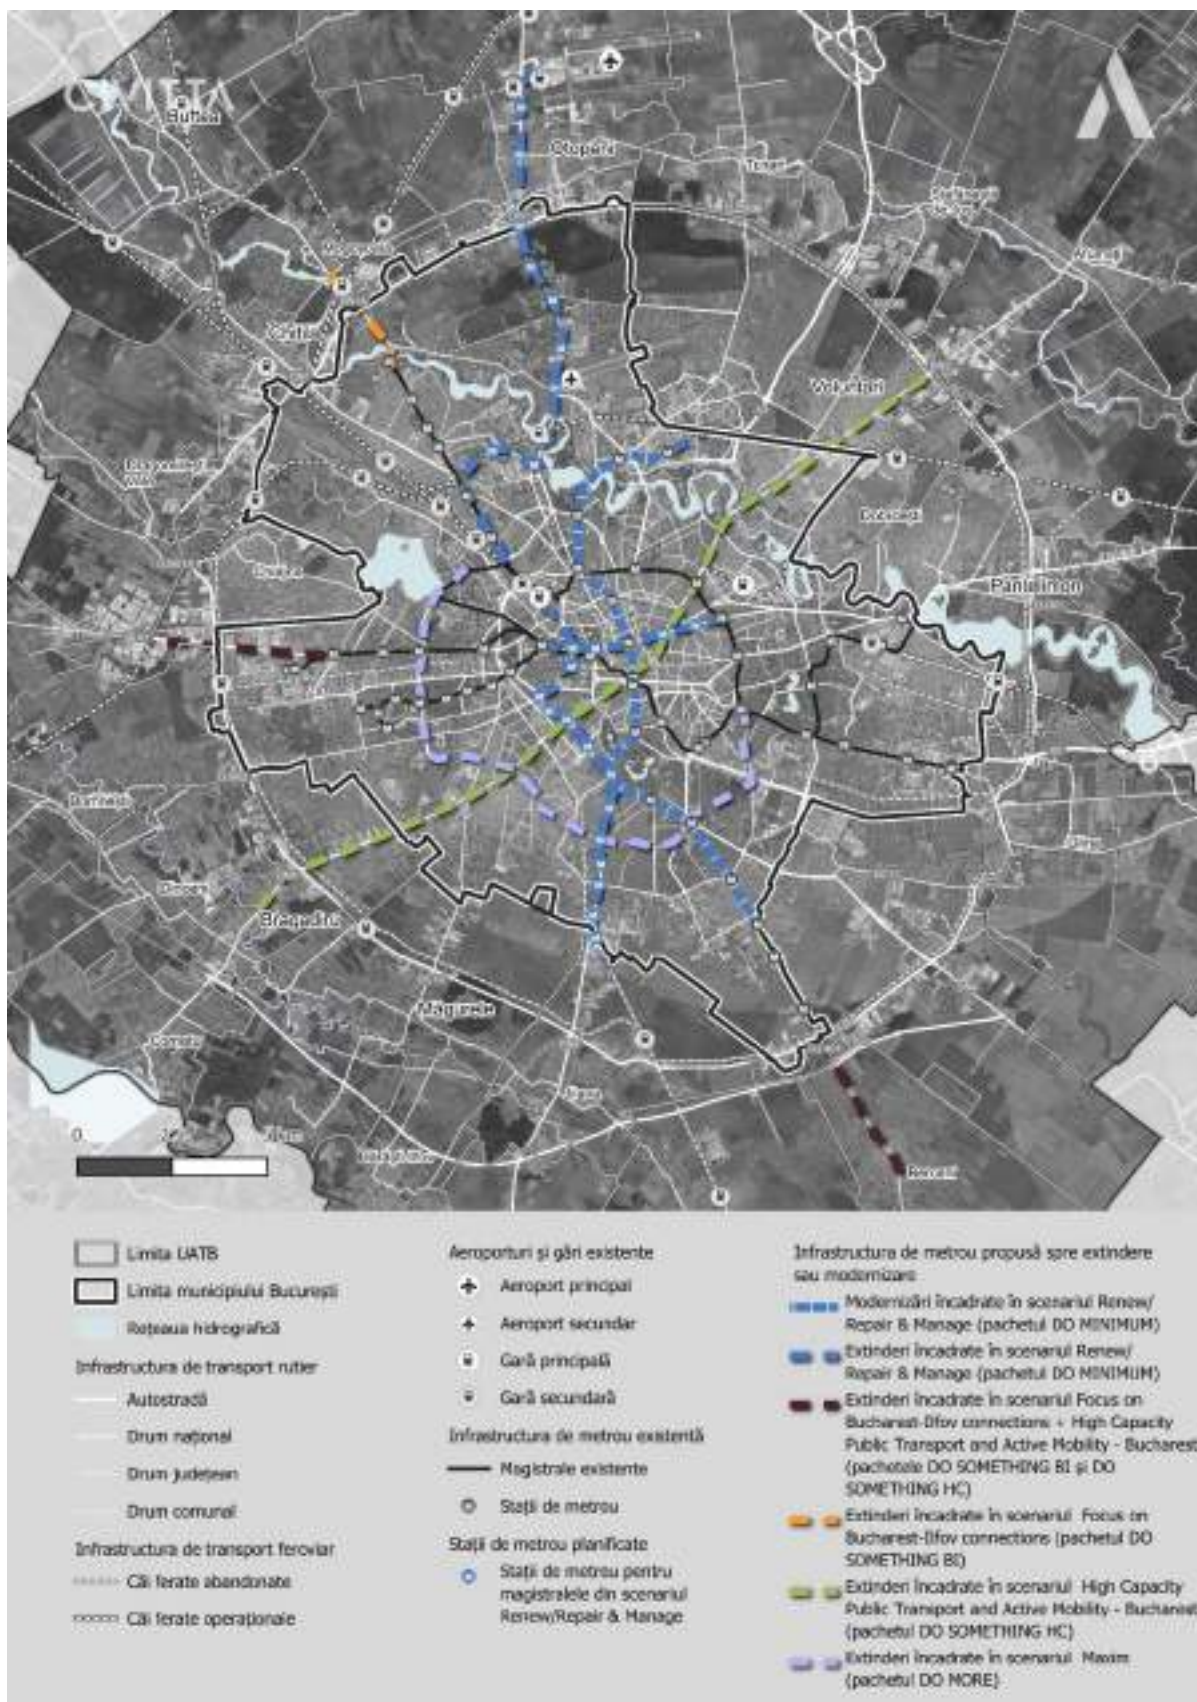 CIVITTA
Buftea
Otopeni
Tunari
Afumați
Chitila
Voluntari
Dobroești
Pantelimon
Chiajna
Domnești
Bragadiru
Măgurele
Cornetu
Jilava
Berceni
0
Limita UATB
Limita municipiului București
Rețeaua hidrografică
Infrastructura de transport rutier
Autostradă
Drum național
Drum județean
Drum comunal
Infrastructura de transport feroviar
Căi ferate abandonate
Căi ferate operaționale
Aeroporturi și gări existente
Aeroport principal
Aeroport secundar
Gară principală
Gară secundară
Infrastructura de metrou existentă
Magistrale existente
Stații de metrou
Stații de metrou planificate
Stații de metrou pentru
magistralele din scenariul
Renew/Repair & Manage
Infrastructura de metrou propusă spre extindere
sau modernizare
Modernizări încadrate în scenariul Renew/
Repair & Manage (pachetul DO MINIMUM)
Extinderi încadrate în scenariul Renew/
Repair & Manage (pachetul DO MINIMUM)
Extinderi încadrate în scenariul Focus on
Bucharest-Ilfov connections + High Capacity
Public Transport and Active Mobility - Bucharest
(pachetele DO SOMETHING BI și DO
SOMETHING HC)
Extinderi încadrate în scenariul Focus on
Bucharest-Ilfov connections (pachetul DO
SOMETHING BI)
Extinderi încadrate în scenariul High Capacity
Public Transport and Active Mobility - Bucharest
(pachetul DO SOMETHING HC)
Extinderi încadrate în scenariul Maxim
(pachetul DO MORE)